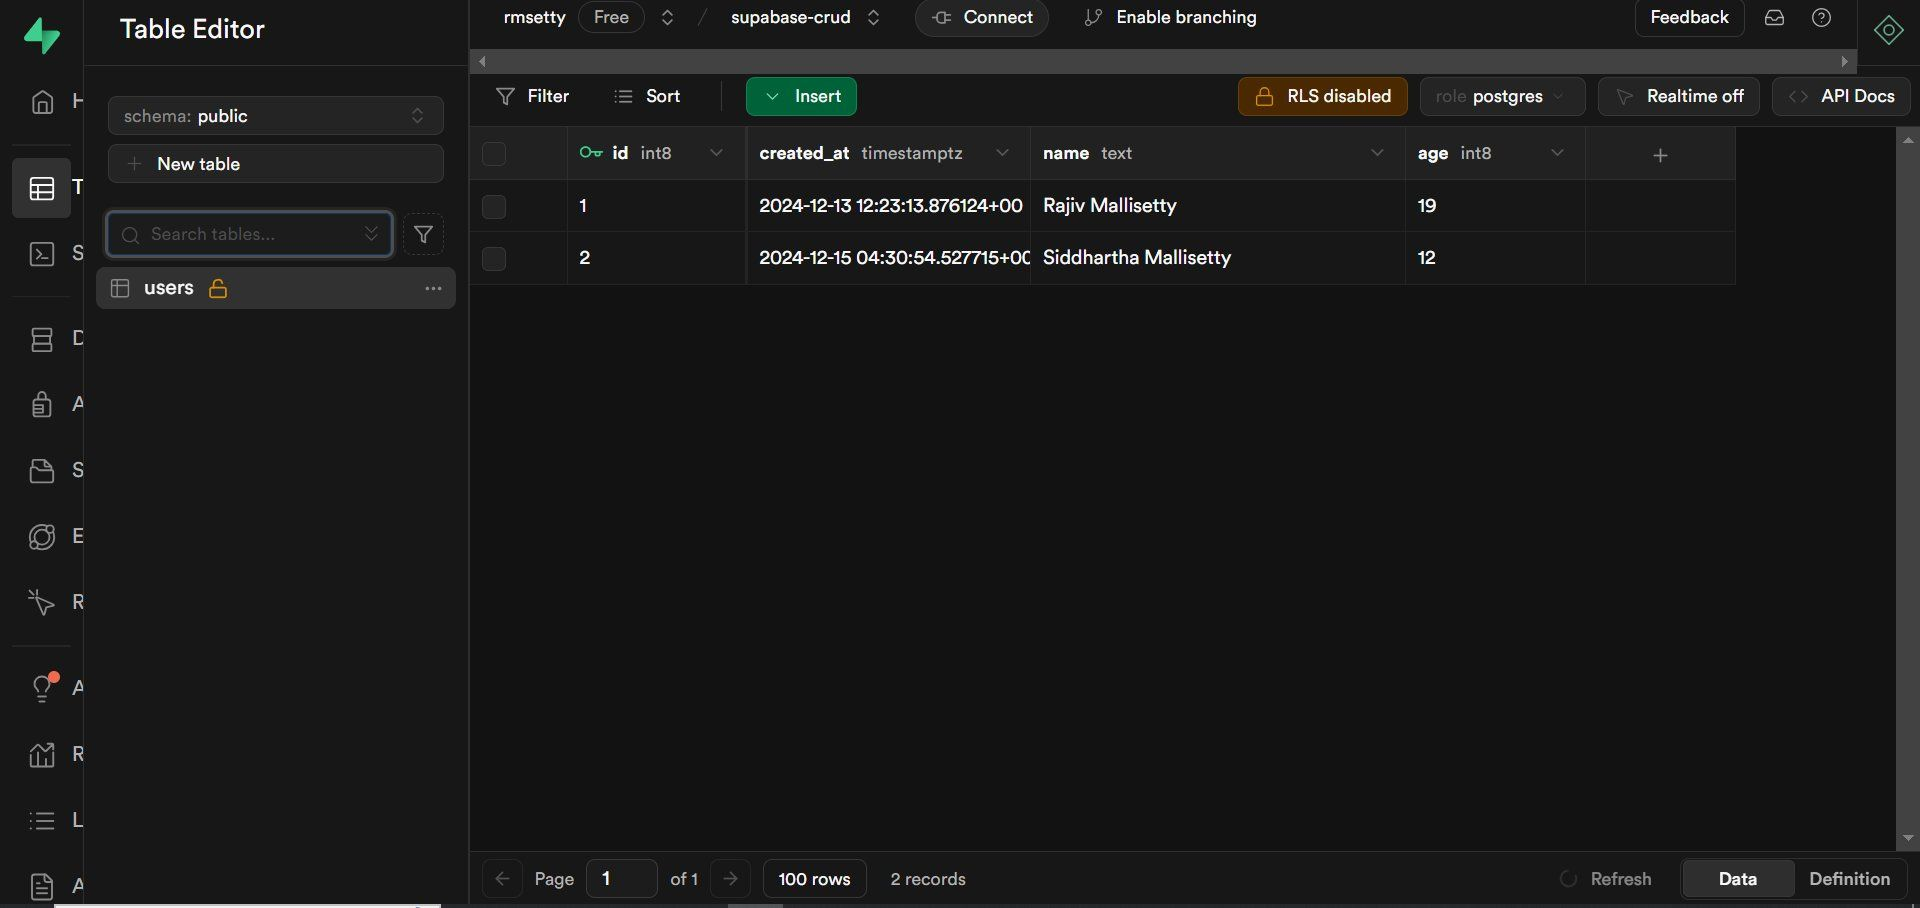 Table Editor
rmsetty Free / supabase-crud Connect Enable branching Feedback
schema: public
New table
Search tables...
users
H
T
S
D
A
S
E
R
A
R
L
A
Filter Sort Insert RLS disabled role postgres Realtime off API Docs
id int8 created_at timestamptz name text age int8
1 2024-12-13 12:23:13.876124+00 Rajiv Mallisetty 19
2 2024-12-15 04:30:54.527715+00 Siddhartha Mallisetty 12
Page 1 of 1 100 rows 2 records Refresh Data Definition